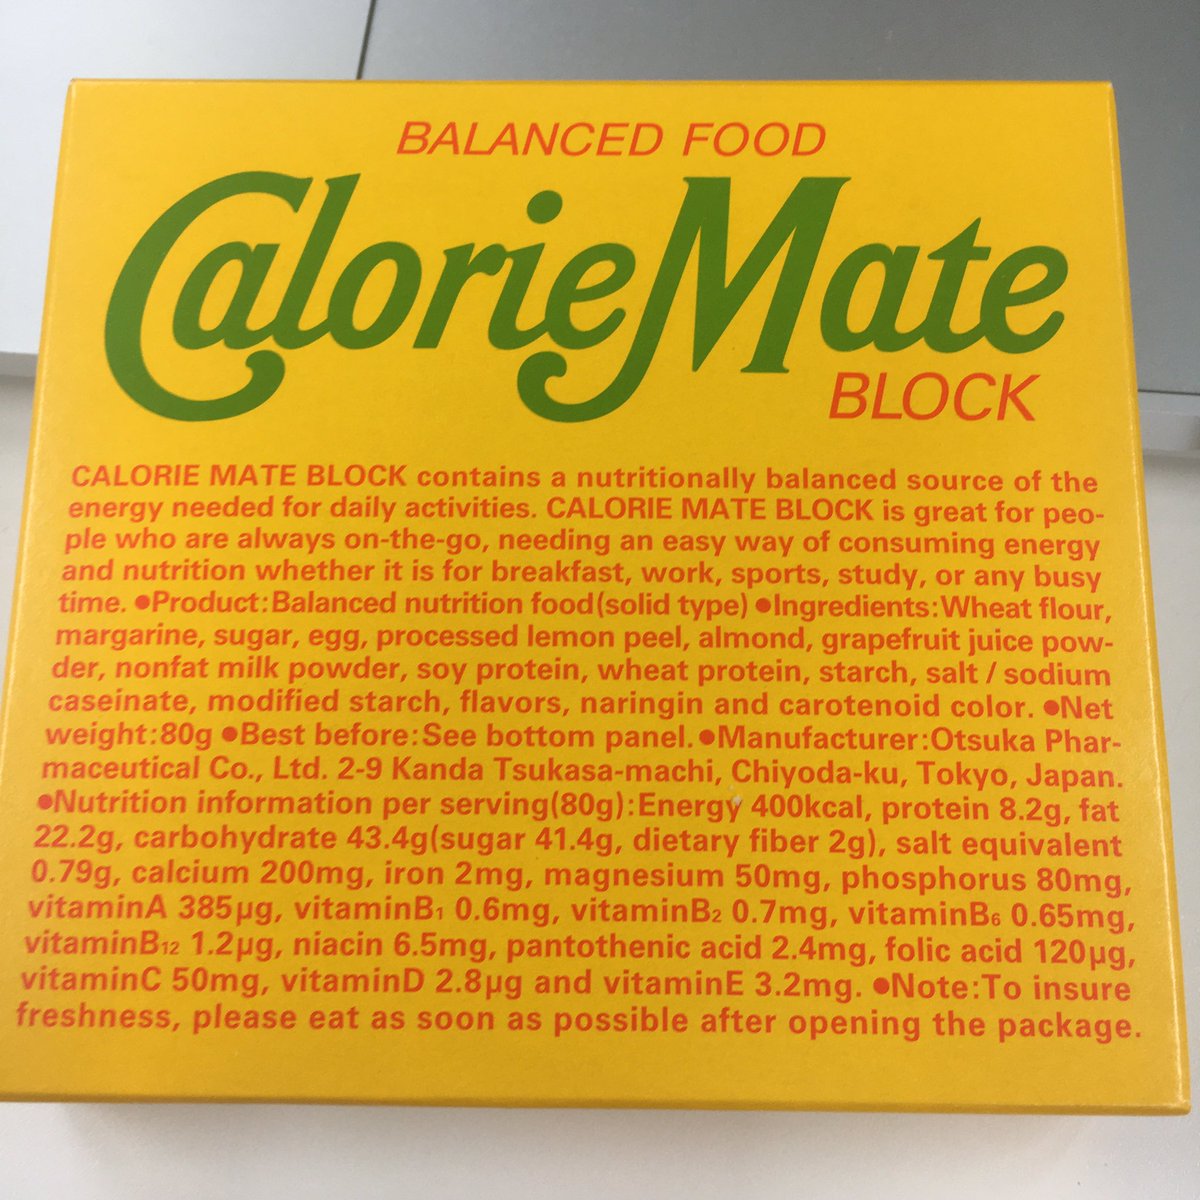 BALANCED FOOD
CalorieMate
BLOCK
CALORIE MATE BLOCK contains a nutritionally balanced source of the
energy needed for daily activities. CALORIE MATE BLOCK is great for peo-
ple who are always on-the-go, needing an easy way of consuming energy
and nutrition whether it is for breakfast, work, sports, study, or any busy
time. ●Product:Balanced nutrition food(solid type) ●Ingredients:Wheat flour,
margarine, sugar, egg, processed lemon peel, almond, grapefruit juice pow-
der, nonfat milk powder, soy protein, wheat protein, starch, salt / sodium
caseinate, modified starch, flavors, naringin and carotenoid color. ●Net
weight:80g ●Best before:See bottom panel. ●Manufacturer:Otsuka Phar-
maceutical Co., Ltd. 2-9 Kanda Tsukasa-machi, Chiyoda-ku, Tokyo, Japan.
●Nutrition information per serving(80g):Energy 400kcal, protein 8.2g, fat
22.2g, carbohydrate 43.4g(sugar 41.4g, dietary fiber 2g), salt equivalent
0.79g, calcium 200mg, iron 2mg, magnesium 50mg, phosphorus 80mg,
vitaminA 385µg, vitaminB₁ 0.6mg, vitaminB₂ 0.7mg, vitaminB₆ 0.65mg,
vitaminB₁₂ 1.2µg, niacin 6.5mg, pantothenic acid 2.4mg, folic acid 120µg,
vitaminC 50mg, vitaminD 2.8µg and vitaminE 3.2mg. ●Note:To insure
freshness, please eat as soon as possible after opening the package.